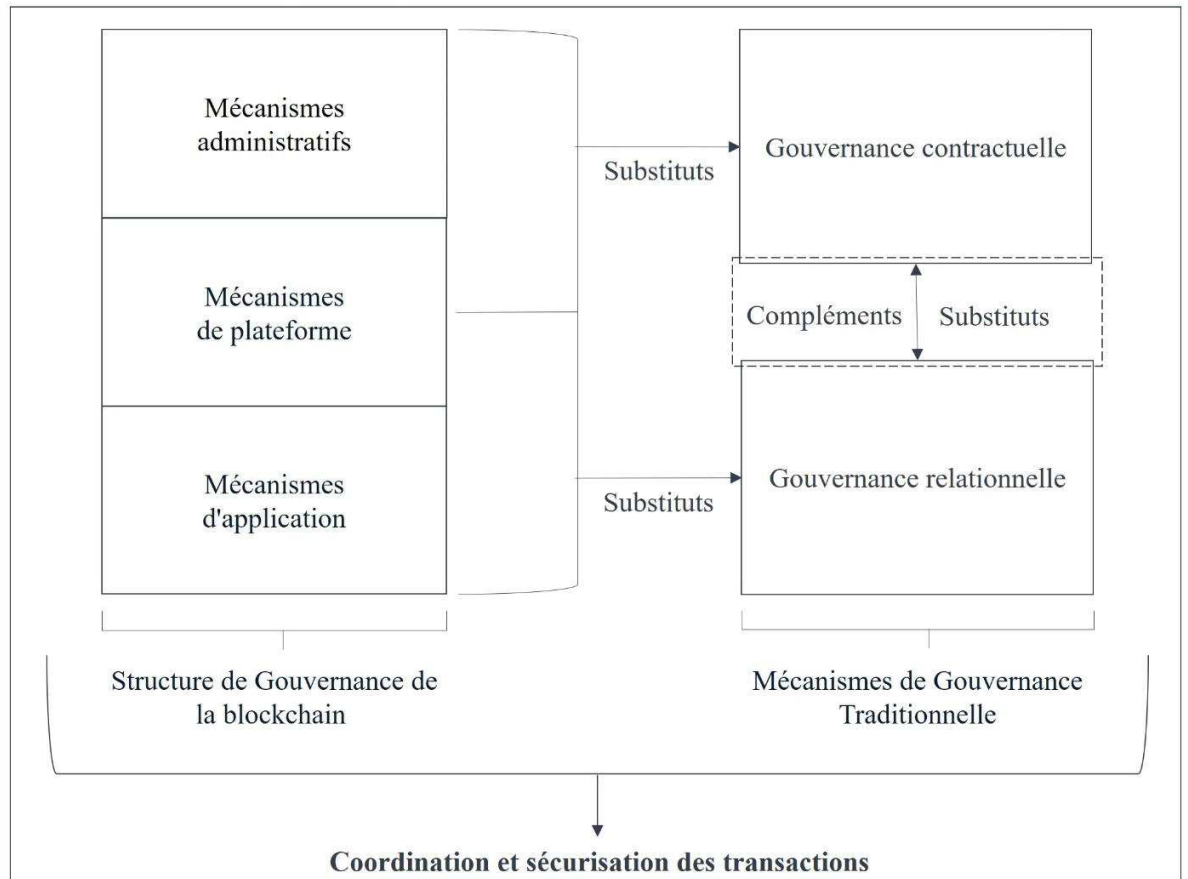 Mécanismes
administratifs
Gouvernance contractuelle
Substituts
Mécanismes
de plateforme
Compléments
Substituts
Mécanismes
d'application
Gouvernance relationnelle
Substituts
Structure de Gouvernance de
la blockchain
Mécanismes de Gouvernance
Traditionnelle
Coordination et sécurisation des transactions